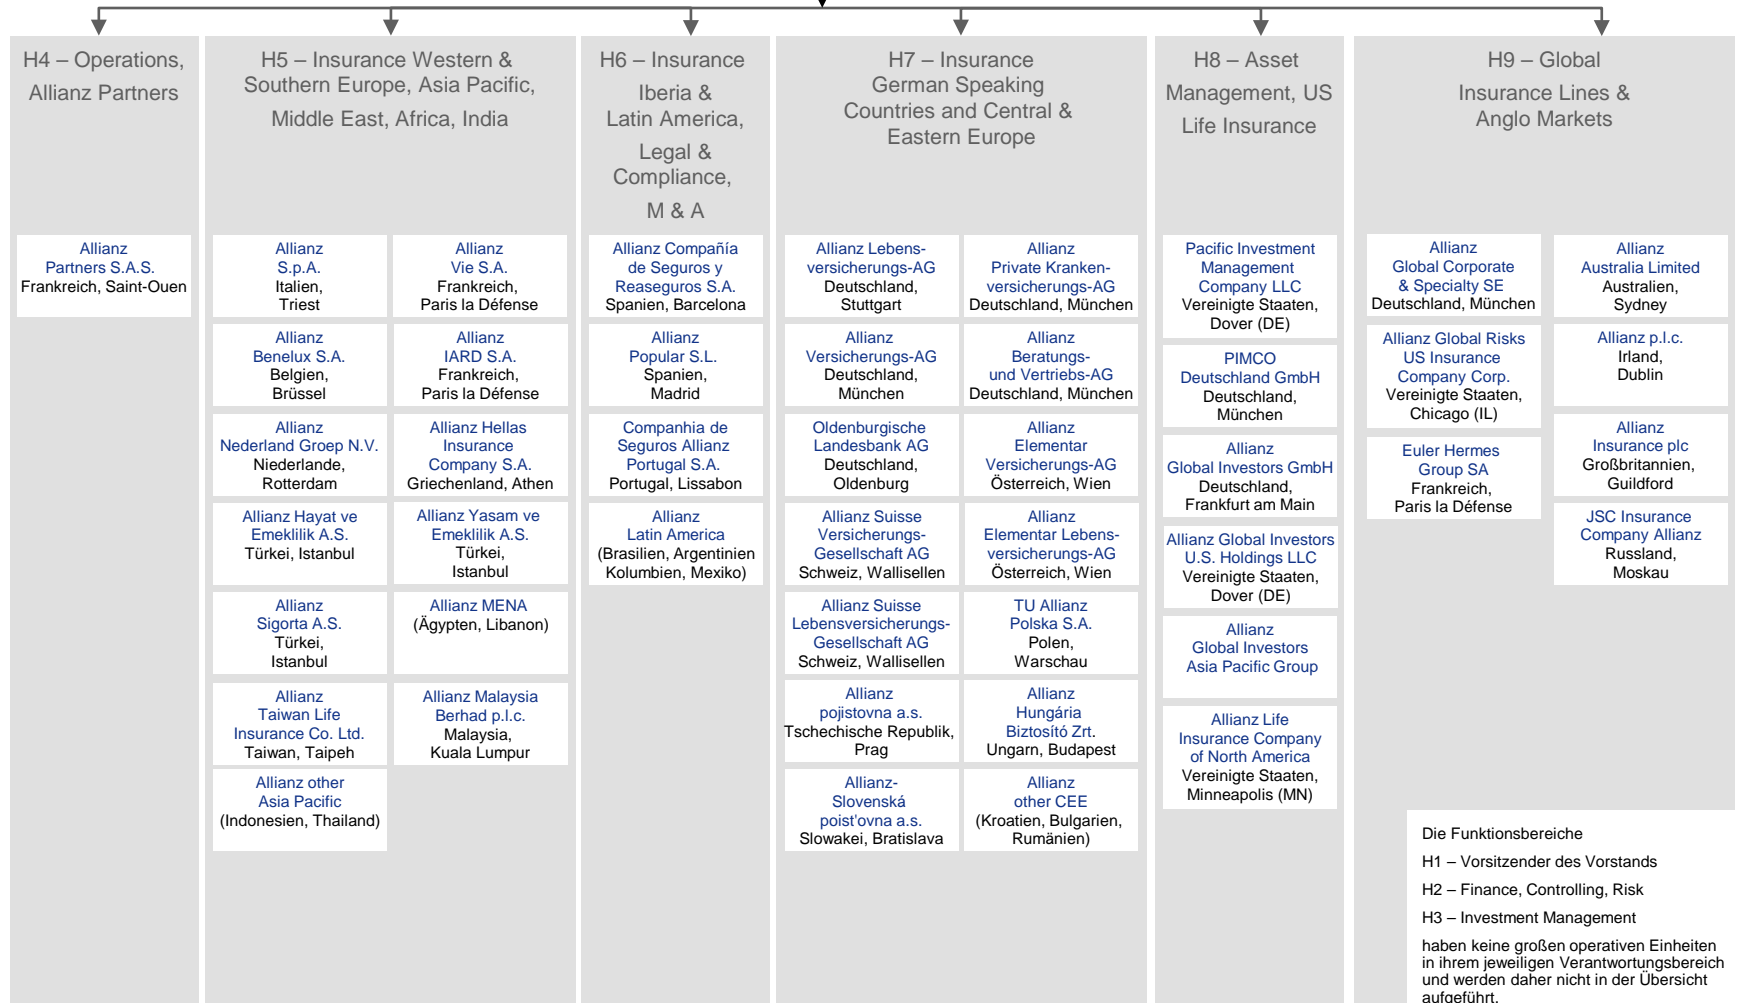 H4 – Operations,
Allianz Partners
Allianz
Partners S.A.S.
Frankreich, Saint-Ouen
H5 – Insurance Western &
Southern Europe, Asia Pacific,
Middle East, Africa, India
Allianz
S.p.A.
Italien,
Triest
Allianz
Vie S.A.
Frankreich,
Paris la Défense
Allianz
Benelux S.A.
Belgien,
Brüssel
Allianz
IARD S.A.
Frankreich,
Paris la Défense
Allianz
Nederland Groep N.V.
Niederlande,
Rotterdam
Allianz Hellas
Insurance
Company S.A.
Griechenland, Athen
Allianz Hayat ve
Emeklilik A.S.
Türkei, Istanbul
Allianz Yasam ve
Emeklilik A.S.
Türkei,
Istanbul
Allianz
Sigorta A.S.
Türkei,
Istanbul
Allianz MENA
(Ägypten, Libanon)
Allianz
Taiwan Life
Insurance Co. Ltd.
Taiwan, Taipeh
Allianz Malaysia
Berhad p.l.c.
Malaysia,
Kuala Lumpur
Allianz other
Asia Pacific
(Indonesien, Thailand)
H6 – Insurance
Iberia &
Latin America,
Legal &
Compliance,
M & A
Allianz Compañía
de Seguros y
Reaseguros S.A.
Spanien, Barcelona
Allianz
Popular S.L.
Spanien,
Madrid
Companhia de
Seguros Allianz
Portugal S.A.
Portugal, Lissabon
Allianz
Latin America
(Brasilien, Argentinien
Kolumbien, Mexiko)
H7 – Insurance
German Speaking
Countries and Central &
Eastern Europe
Allianz Lebens-
versicherungs-AG
Deutschland,
Stuttgart
Allianz
Private Kranken-
versicherungs-AG
Deutschland, München
Allianz
Versicherungs-AG
Deutschland,
München
Allianz
Beratungs-
und Vertriebs-AG
Deutschland, München
Oldenburgische
Landesbank AG
Deutschland,
Oldenburg
Allianz
Elementar
Versicherungs-AG
Österreich, Wien
Allianz Suisse
Versicherungs-
Gesellschaft AG
Schweiz, Wallisellen
Allianz
Elementar Lebens-
versicherungs-AG
Österreich, Wien
Allianz Suisse
Lebensversicherungs-
Gesellschaft AG
Schweiz, Wallisellen
TU Allianz
Polska S.A.
Polen,
Warschau
Allianz
pojistovna a.s.
Tschechische Republik,
Prag
Allianz
Hungária
Biztosító Zrt.
Ungarn, Budapest
Allianz-
Slovenská
poist'ovna a.s.
Slowakei, Bratislava
Allianz
other CEE
(Kroatien, Bulgarien,
Rumänien)
H8 – Asset
Management, US
Life Insurance
Pacific Investment
Management
Company LLC
Vereinigte Staaten,
Dover (DE)
PIMCO
Deutschland GmbH
Deutschland,
München
Allianz
Global Investors GmbH
Deutschland,
Frankfurt am Main
Allianz Global Investors
U.S. Holdings LLC
Vereinigte Staaten,
Dover (DE)
Allianz
Global Investors
Asia Pacific Group
Allianz Life
Insurance Company
of North America
Vereinigte Staaten,
Minneapolis (MN)
H9 – Global
Insurance Lines &
Anglo Markets
Allianz
Global Corporate
& Specialty SE
Deutschland, München
Allianz
Australia Limited
Australien,
Sydney
Allianz Global Risks
US Insurance
Company Corp.
Vereinigte Staaten,
Chicago (IL)
Allianz p.l.c.
Irland,
Dublin
Euler Hermes
Group SA
Frankreich,
Paris la Défense
Allianz
Insurance plc
Großbritannien,
Guildford
JSC Insurance
Company Allianz
Russland,
Moskau
Die Funktionsbereiche
H1 – Vorsitzender des Vorstands
H2 – Finance, Controlling, Risk
H3 – Investment Management
haben keine großen operativen Einheiten
in ihrem jeweiligen Verantwortungsbereich
und werden daher nicht in der Übersicht
aufgeführt.